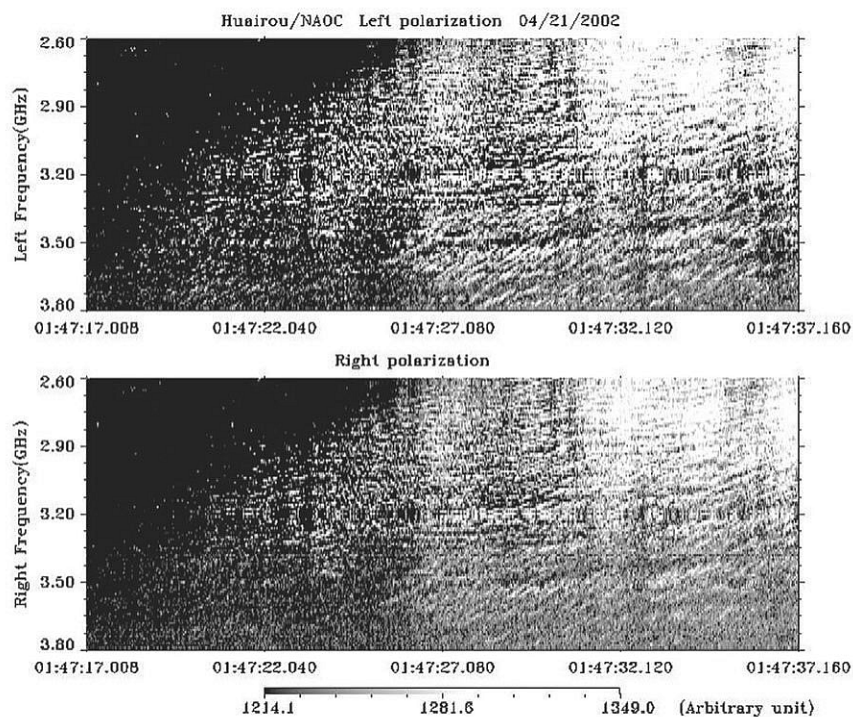 Huairou/NAOC Left polarization 04/21/2002
Left Frequency(GHz)
2.60
2.90
3.20
3.50
3.80
01:47:17.008 01:47:22.040 01:47:27.080 01:47:32.120 01:47:37.160
Right polarization
Right Frequency(GHz)
2.60
2.90
3.20
3.50
3.80
01:47:17.008 01:47:22.040 01:47:27.080 01:47:32.120 01:47:37.160
1214.1 1281.6 1349.0 (Arbitrary unit)